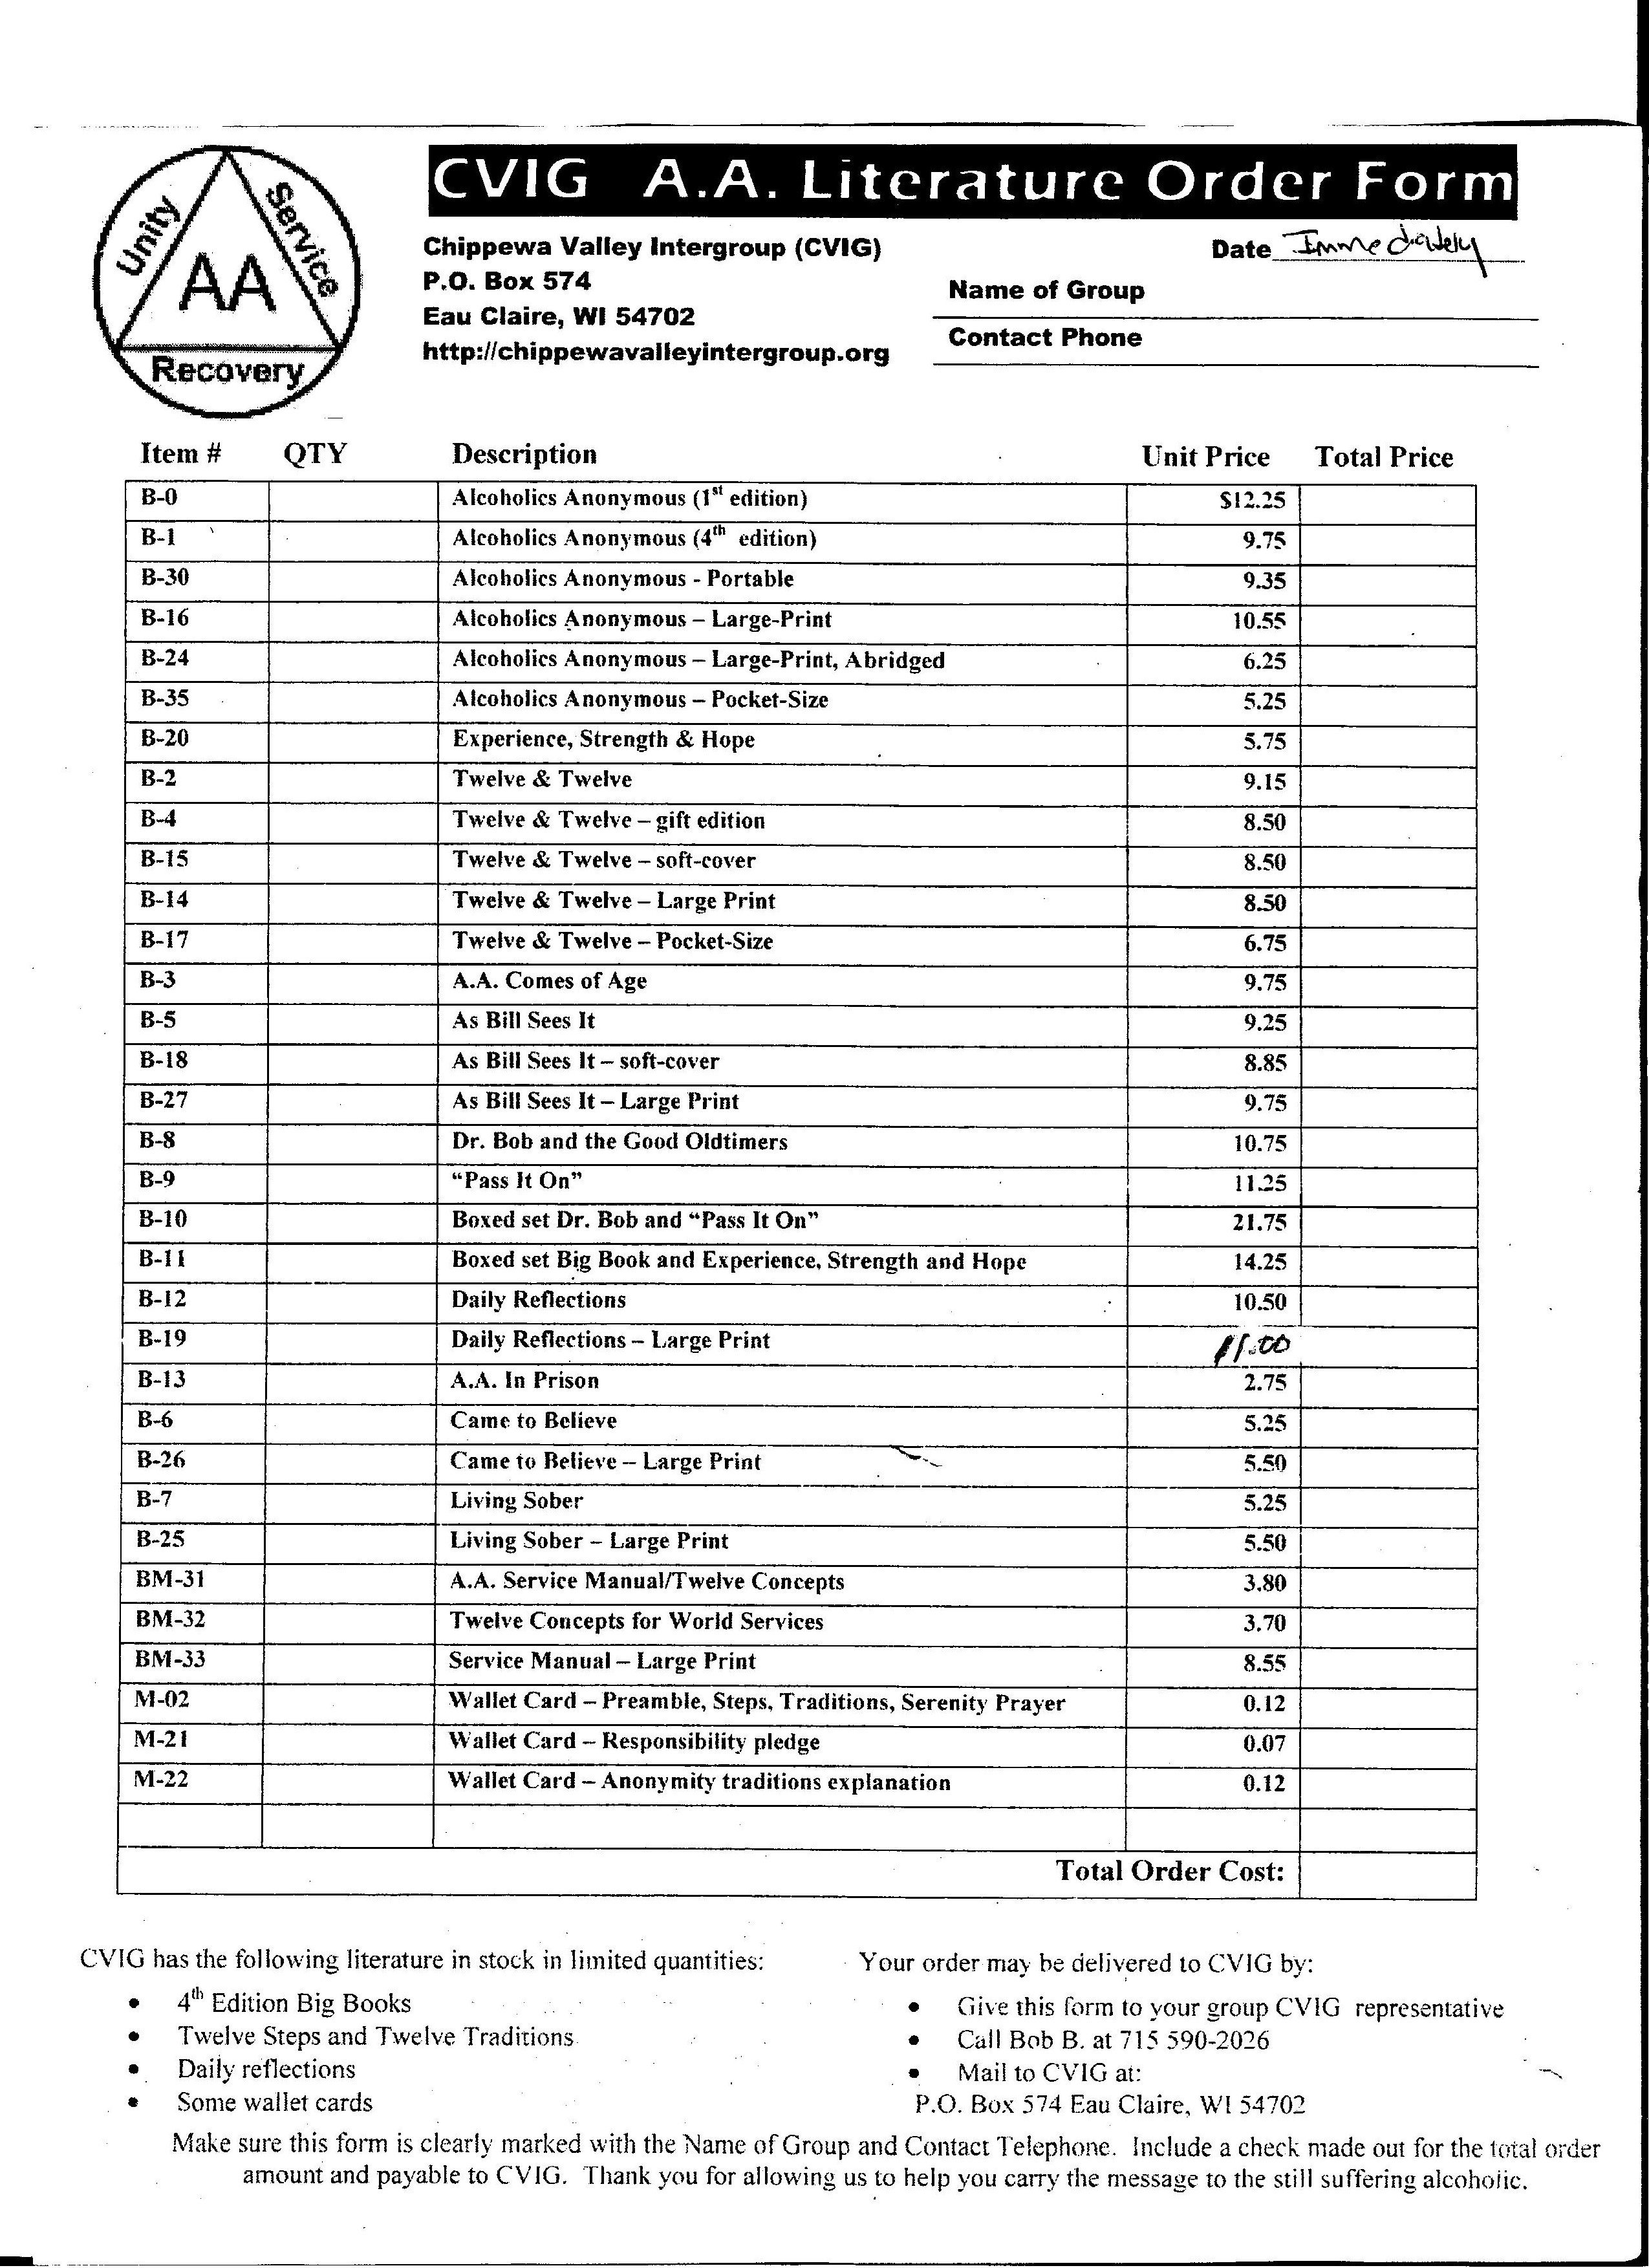 Unity
Service
AA
Recovery
CVIG A.A. Literature Order Form
Chippewa Valley Intergroup (CVIG)
P.O. Box 574
Eau Claire, WI 54702
http://chippewavalleyintergroup.org
Date Immediately
Name of Group
Contact Phone
Item # QTY Description Unit Price Total Price
B-0 Alcoholics Anonymous (1st edition) $12.25
B-1 Alcoholics Anonymous (4th edition) 9.75
B-30 Alcoholics Anonymous - Portable 9.35
B-16 Alcoholics Anonymous – Large-Print 10.55
B-24 Alcoholics Anonymous – Large-Print, Abridged 6.25
B-35 Alcoholics Anonymous – Pocket-Size 5.25
B-20 Experience, Strength & Hope 5.75
B-2 Twelve & Twelve 9.15
B-4 Twelve & Twelve – gift edition 8.50
B-15 Twelve & Twelve – soft-cover 8.50
B-14 Twelve & Twelve – Large Print 8.50
B-17 Twelve & Twelve – Pocket-Size 6.75
B-3 A.A. Comes of Age 9.75
B-5 As Bill Sees It 9.25
B-18 As Bill Sees It – soft-cover 8.85
B-27 As Bill Sees It – Large Print 9.75
B-8 Dr. Bob and the Good Oldtimers 10.75
B-9 “Pass It On” 11.25
B-10 Boxed set Dr. Bob and “Pass It On” 21.75
B-11 Boxed set Big Book and Experience, Strength and Hope 14.25
B-12 Daily Reflections 10.50
B-19 Daily Reflections – Large Print 11.00
B-13 A.A. In Prison 2.75
B-6 Came to Believe 5.25
B-26 Came to Believe – Large Print 5.50
B-7 Living Sober 5.25
B-25 Living Sober – Large Print 5.50
BM-31 A.A. Service Manual/Twelve Concepts 3.80
BM-32 Twelve Concepts for World Services 3.70
BM-33 Service Manual – Large Print 8.55
M-02 Wallet Card – Preamble, Steps, Traditions, Serenity Prayer 0.12
M-21 Wallet Card – Responsibility pledge 0.07
M-22 Wallet Card – Anonymity traditions explanation 0.12
Total Order Cost:
CVIG has the following literature in stock in limited quantities:
• 4th Edition Big Books
• Twelve Steps and Twelve Traditions
• Daily reflections
• Some wallet cards
Your order may be delivered to CVIG by:
• Give this form to your group CVIG representative
• Call Bob B. at 715 590-2026
• Mail to CVIG at:
P.O. Box 574 Eau Claire, WI 54702
Make sure this form is clearly marked with the Name of Group and Contact Telephone. Include a check made out for the total order
amount and payable to CVIG. Thank you for allowing us to help you carry the message to the still suffering alcoholic.